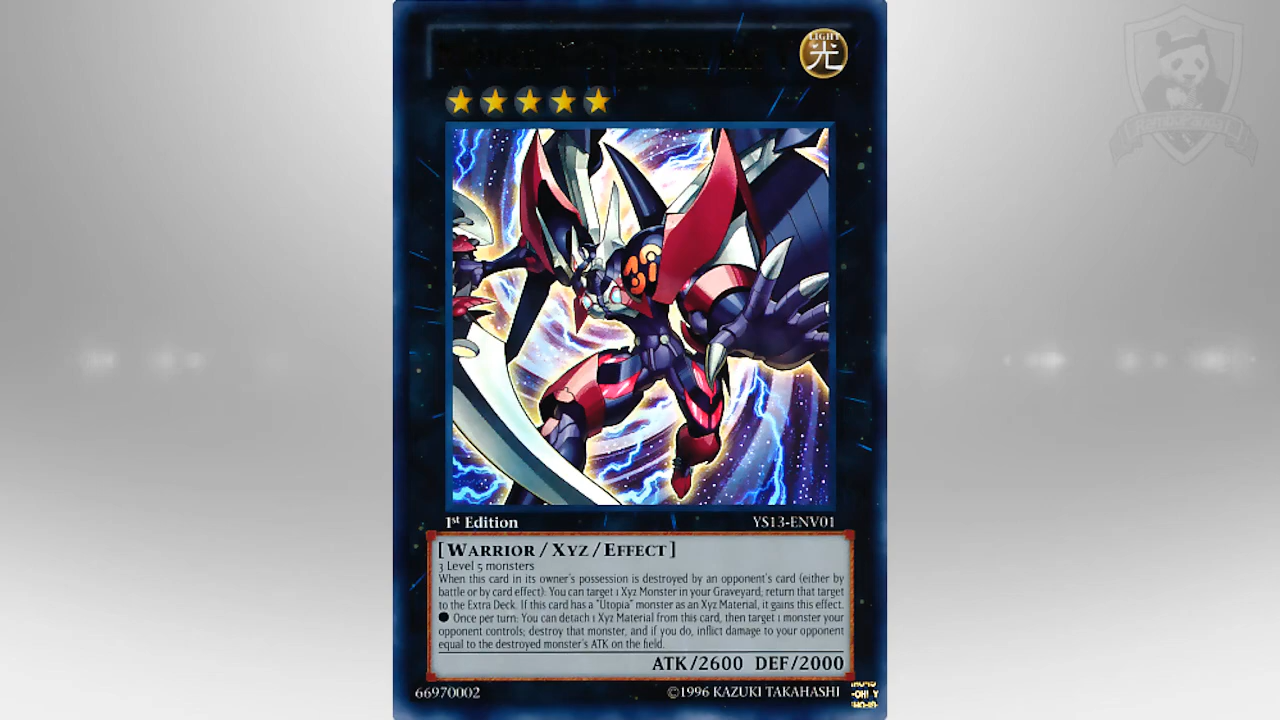 LIGHT
光
39
1st Edition
YS13-ENV01
[WARRIOR/XYZ/EFFECT]
3 Level 5 monsters
When this card in its owner's possession is destroyed by an opponent's card (either by
battle or by card effect): You can target 1 Xyz Monster in your Graveyard; return that target
to the Extra Deck. If this card has a "Utopia" monster as an Xyz Material, it gains this effect.
● Once per turn: You can detach 1 Xyz Material from this card, then target 1 monster your
opponent controls; destroy that monster, and if you do, inflict damage to your opponent
equal to the destroyed monster's ATK on the field.
ATK/2600 DEF/2000
66970002
©1996 KAZUKI TAKAHASHI